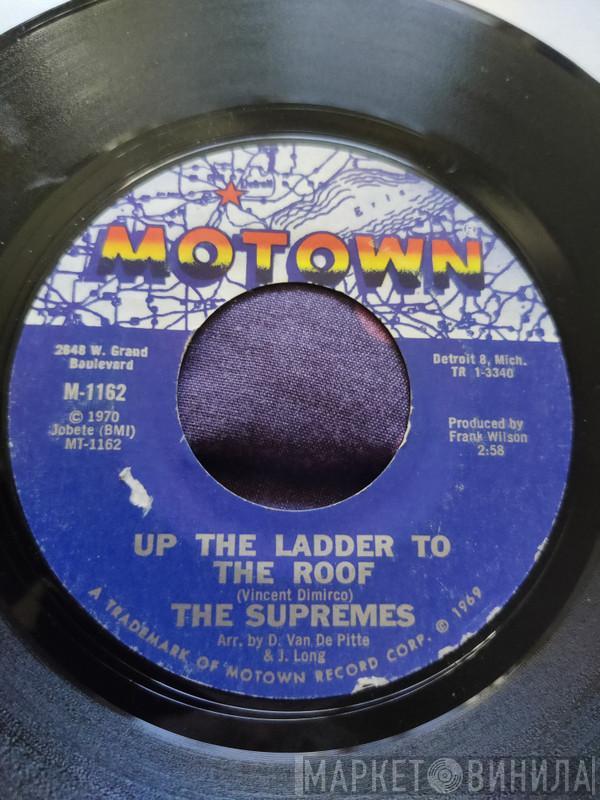 Erie
MOTOWN
®
2648 W. Grand
Boulevard
M-1162
© 1970
Jobete (BMI)
MT-1162
Detroit 8, Mich.
TR 1-3340
Produced by
Frank Wilson
2:58
UP THE LADDER TO
THE ROOF
(Vincent Dimirco)
THE SUPREMES
Arr. by D. Van De Pitte
& J. Long
A TRADEMARK OF MOTOWN RECORD CORP. © 1969
МАРКЕТ ВИНИЛА